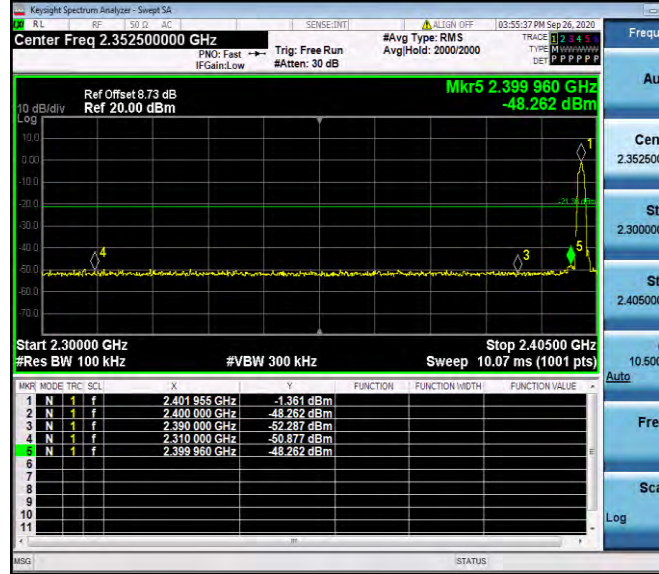 Keysight Spectrum Analyzer - Swept SA
RL RF 50 Ω AC SENSE:INT ALIGN OFF 03:55:37 PM Sep 26, 2020
Center Freq 2.352500000 GHz
PNO: Fast
IFGain:Low
Trig: Free Run
#Atten: 30 dB
#Avg Type: RMS
Avg|Hold: 2000/2000
TRACE 1 2 3 4 5 6
TYPE M
DET P P P P P P
Ref Offset 8.73 dB
Ref 20.00 dBm
10 dB/div
Log
Mkr5 2.399 960 GHz
-48.262 dBm
10.0
0.00
-10.0
-20.0
-30.0
-40.0
-50.0
-60.0
-70.0
1
4
3
5
Start 2.30000 GHz
Stop 2.40500 GHz
#Res BW 100 kHz
#VBW 300 kHz
Sweep 10.07 ms (1001 pts)
MKR MODE TRC SCL X Y FUNCTION FUNCTION WIDTH FUNCTION VALUE
1 N 1 f 2.401 955 GHz -1.361 dBm
2 N 1 f 2.400 000 GHz -48.262 dBm
3 N 1 f 2.390 000 GHz -52.287 dBm
4 N 1 f 2.310 000 GHz -50.877 dBm
5 N 1 f 2.399 960 GHz -48.262 dBm
6
7
8
9
10
11
MSG
STATUS
Frequ
Au
Cen
2.352500
St
2.300000
St
2.405000
10.500
Auto
Fre
Sca
Log